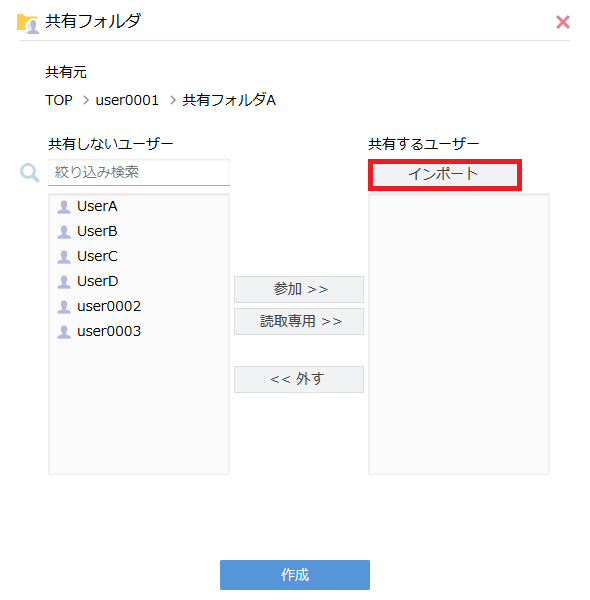 共有フォルダ
共有元
TOP > user0001 > 共有フォルダA
共有しないユーザー
共有するユーザー
絞り込み検索
インポート
UserA
UserB
UserC
UserD
user0002
user0003
参加 >>
読取専用 >>
<< 外す
作成